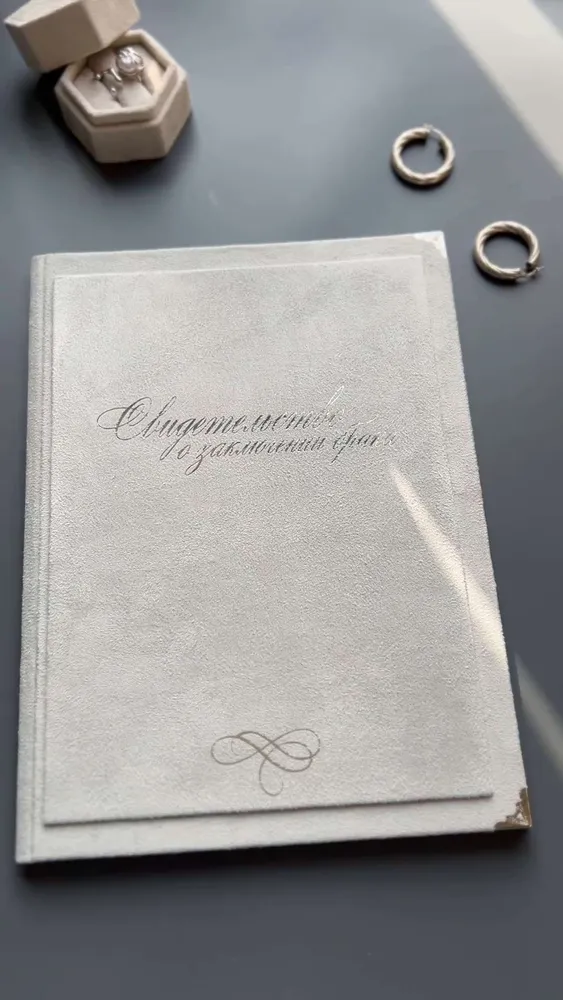 Свидетельство
о заключении брака